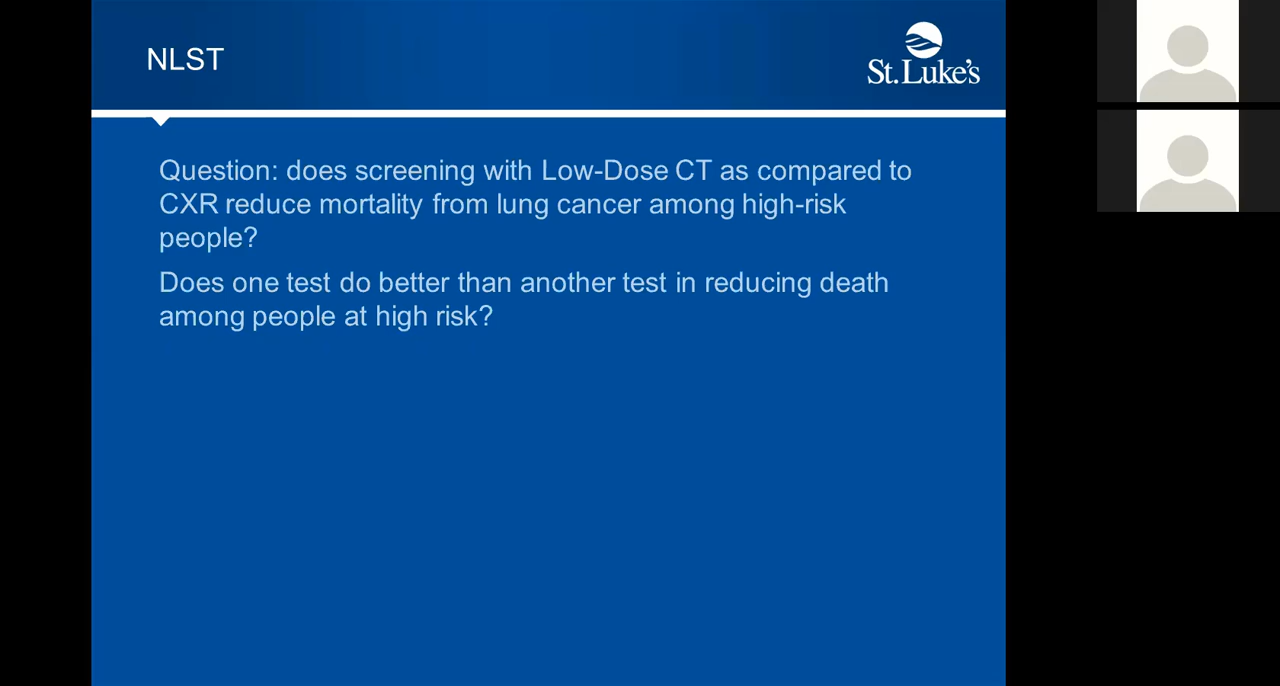 NLST
St. Luke's
Question: does screening with Low-Dose CT as compared to
CXR reduce mortality from lung cancer among high-risk
people?
Does one test do better than another test in reducing death
among people at high risk?